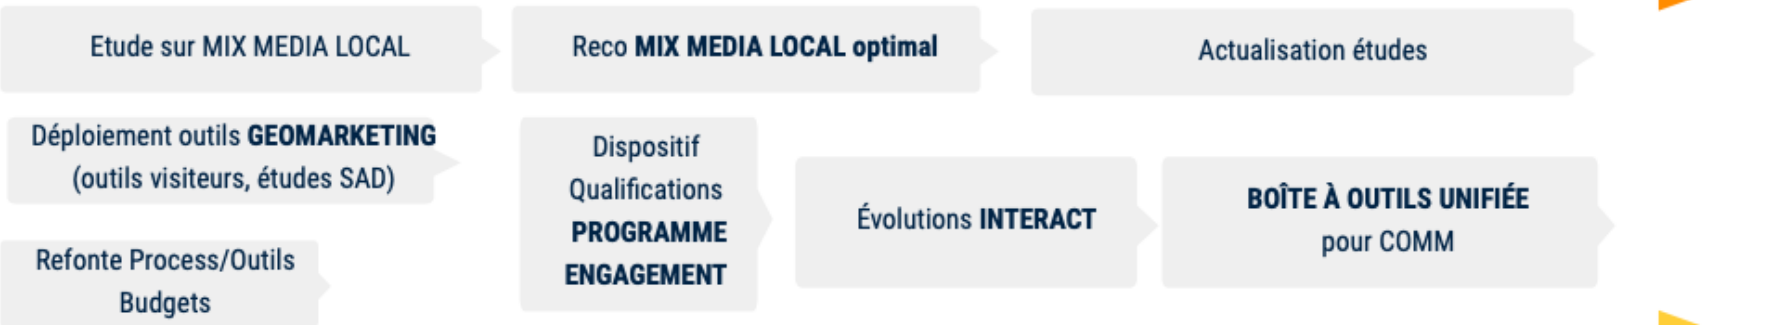 Etude sur MIX MEDIA LOCAL
Reco MIX MEDIA LOCAL optimal
Actualisation études
Déploiement outils GEOMARKETING
(outils visiteurs, études SAD)
Dispositif
Qualifications
PROGRAMME
ENGAGEMENT
Évolutions INTERACT
BOÎTE À OUTILS UNIFIÉE
pour COMM
Refonte Process/Outils
Budgets